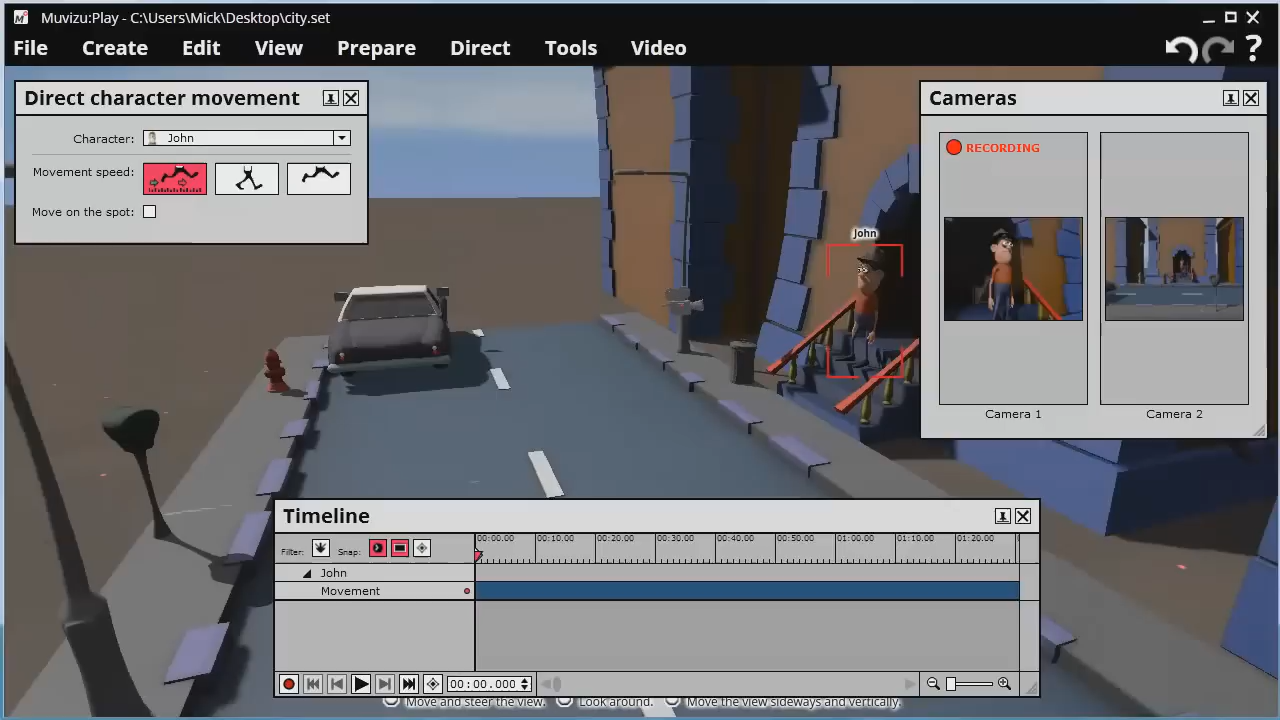 Muvizu:Play - C:\Users\Mick\Desktop\city.set
File Create Edit View Prepare Direct Tools Video
Direct character movement
Character: John
Movement speed:
Move on the spot:
Cameras
RECORDING
Camera 1 Camera 2
John
Timeline
Filter: Snap:
00:00.00 00:10.00 00:20.00 00:30.00 00:40.00 00:50.00 01:00.00 01:10.00 01:20.00
John
Movement
00:00.000
Move and steer the view. Look around. Move the view sideways and vertically.